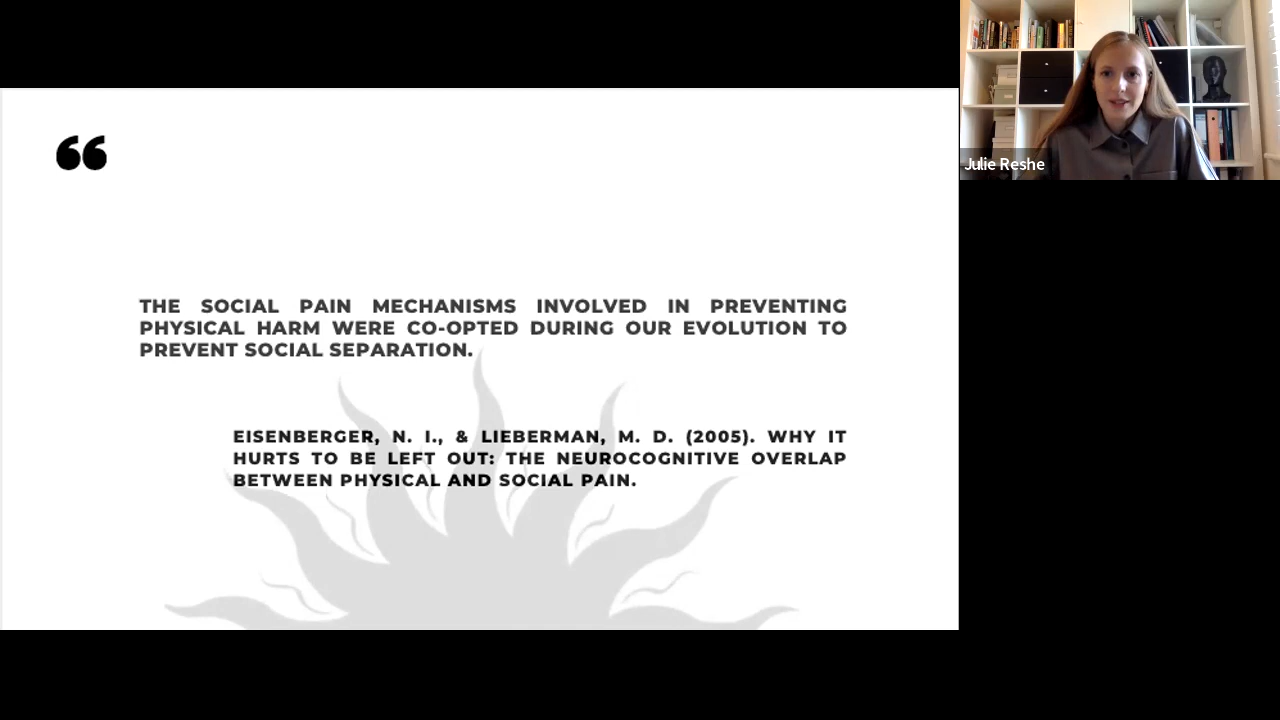 “
THE SOCIAL PAIN MECHANISMS INVOLVED IN PREVENTING
PHYSICAL HARM WERE CO-OPTED DURING OUR EVOLUTION TO
PREVENT SOCIAL SEPARATION.
EISENBERGER, N. I., & LIEBERMAN, M. D. (2005). WHY IT
HURTS TO BE LEFT OUT: THE NEUROCOGNITIVE OVERLAP
BETWEEN PHYSICAL AND SOCIAL PAIN.
Julie Reshe